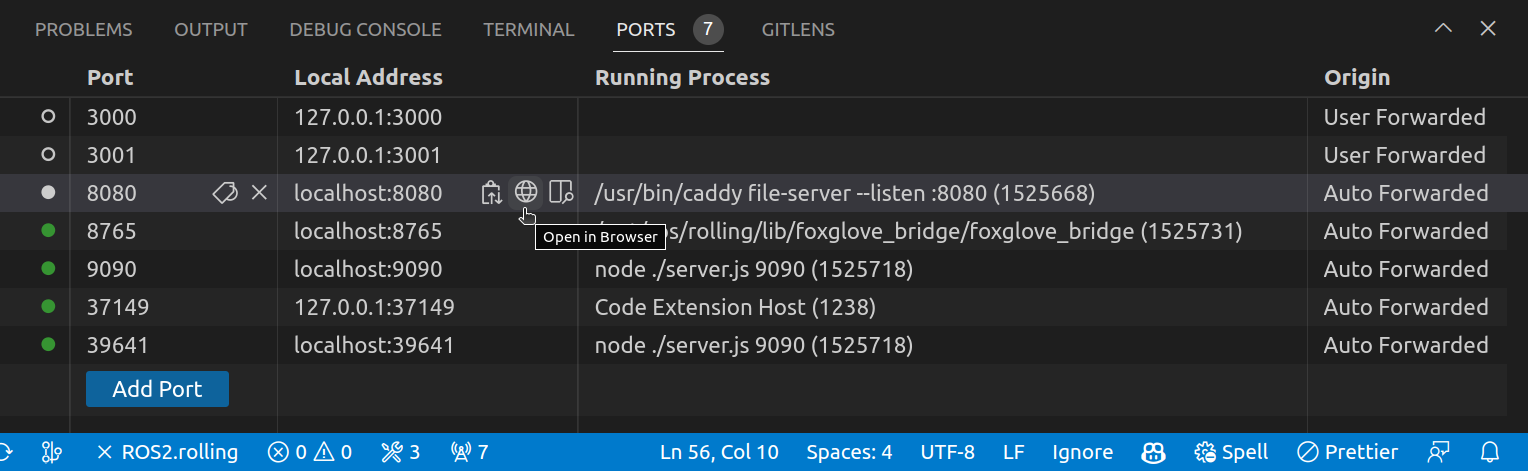 PROBLEMS OUTPUT DEBUG CONSOLE TERMINAL PORTS 7 GITLENS
Port Local Address Running Process Origin
3000 127.0.0.1:3000 User Forwarded
3001 127.0.0.1:3001 User Forwarded
8080 localhost:8080 /usr/bin/caddy file-server --listen :8080 (1525668) Auto Forwarded
8765 localhost:8765 /rolling/lib/foxglove_bridge/foxglove_bridge (1525731) Auto Forwarded
Open in Browser
9090 localhost:9090 node ./server.js 9090 (1525718) Auto Forwarded
37149 127.0.0.1:37149 Code Extension Host (1238) Auto Forwarded
39641 localhost:39641 node ./server.js 9090 (1525718) Auto Forwarded
Add Port
ROS2.rolling 0 0 3 7 Ln 56, Col 10 Spaces: 4 UTF-8 LF Ignore Spell Prettier